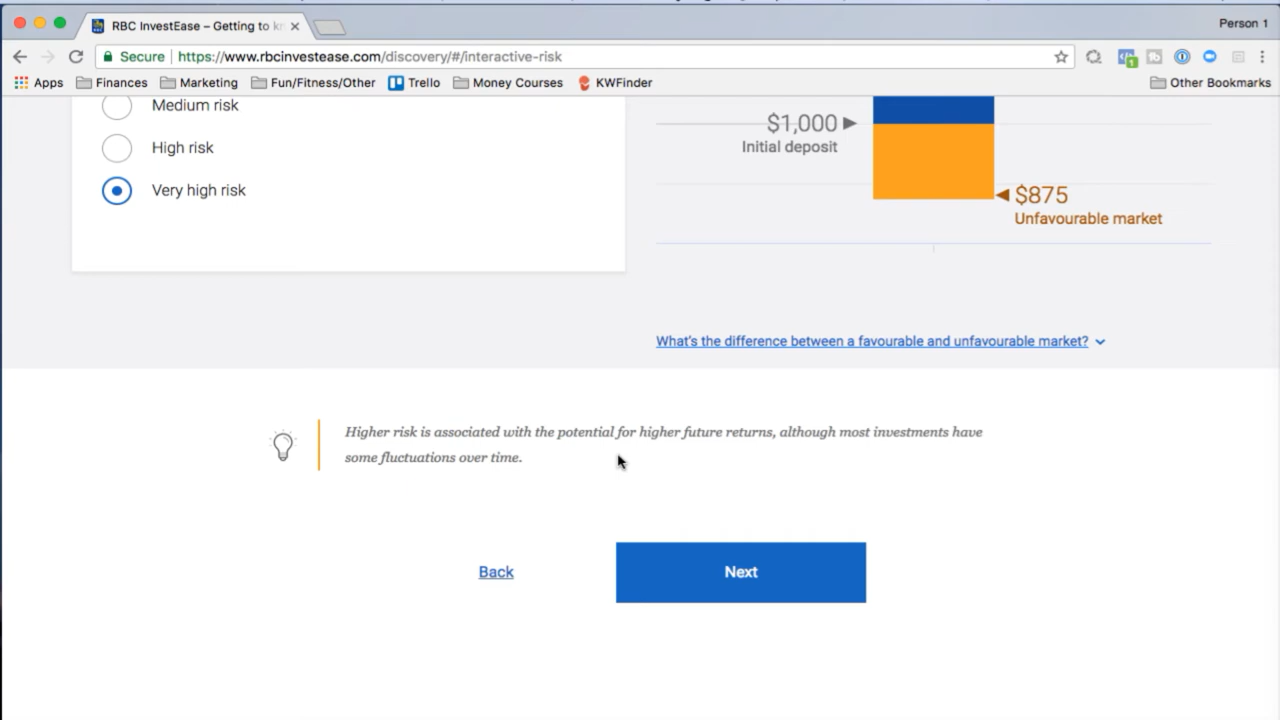 RBC InvestEase – Getting to kn
Person 1
Secure
https://www.rbcinvestease.com/discovery/#/interactive-risk
Apps
Finances
Marketing
Fun/Fitness/Other
Trello
Money Courses
KWFinder
Other Bookmarks
Medium risk
High risk
Very high risk
$1,000
Initial deposit
$875
Unfavourable market
What's the difference between a favourable and unfavourable market?
Higher risk is associated with the potential for higher future returns, although most investments have
some fluctuations over time.
Back
Next